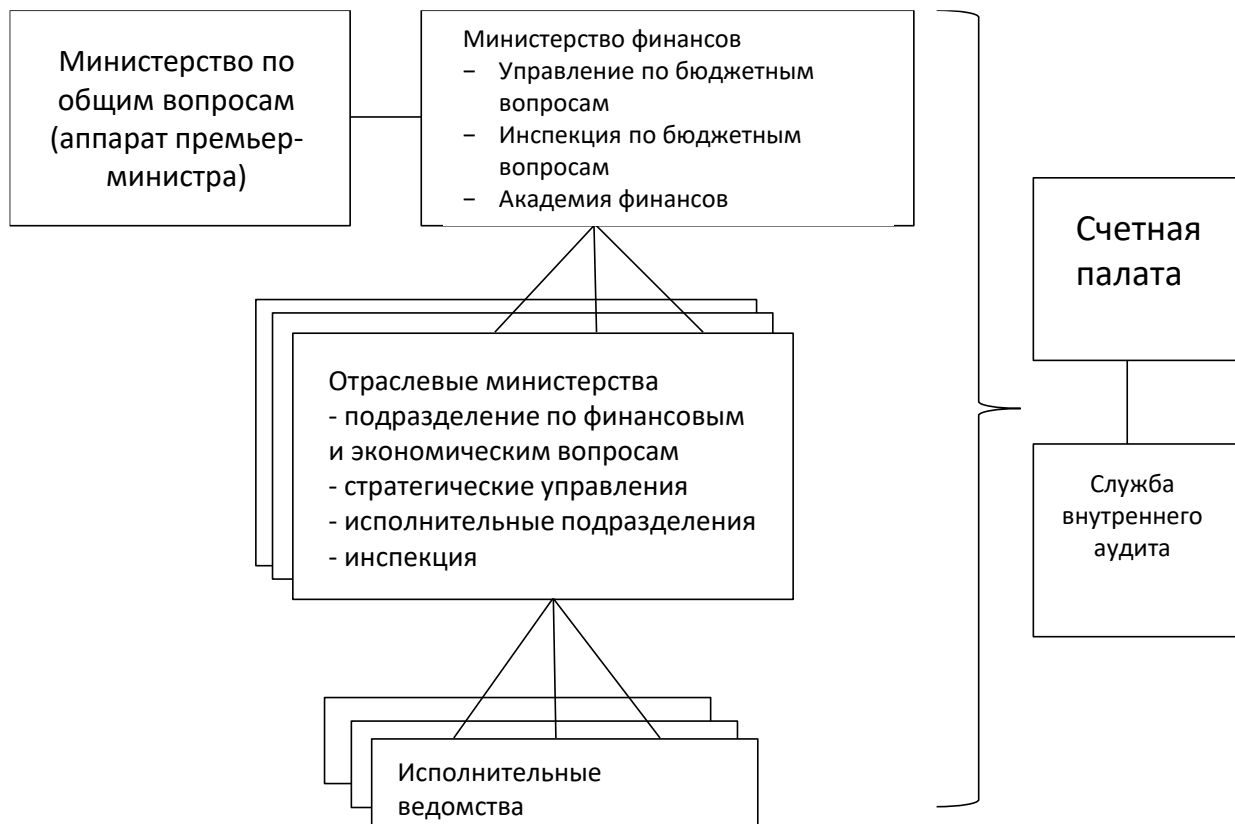 Министерство по
общим вопросам
(аппарат премьер-
министра)
Министерство финансов
– Управление по бюджетным
вопросам
– Инспекция по бюджетным
вопросам
– Академия финансов
Счетная
палата
Отраслевые министерства
- подразделение по финансовым
и экономическим вопросам
- стратегические управления
- исполнительные подразделения
- инспекция
Служба
внутреннего
аудита
Исполнительные
ведомства